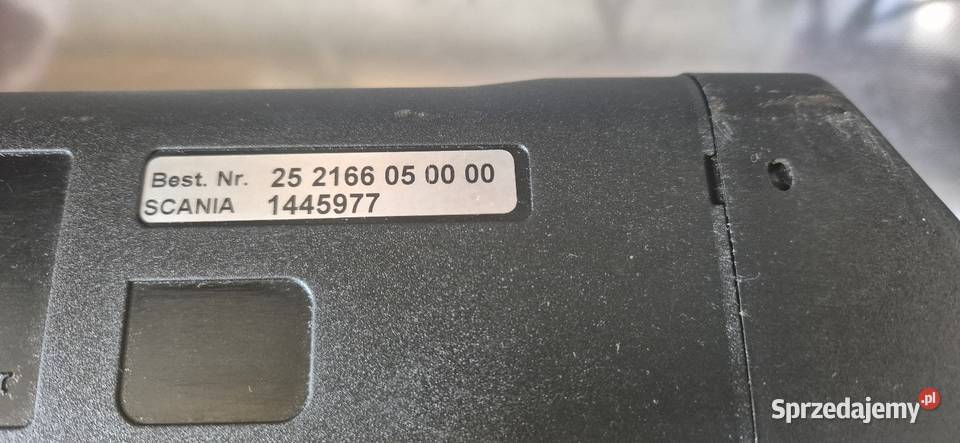 Best. Nr. 25 2166 05 00 00
SCANIA 1445977
Sprzedajemy.pl